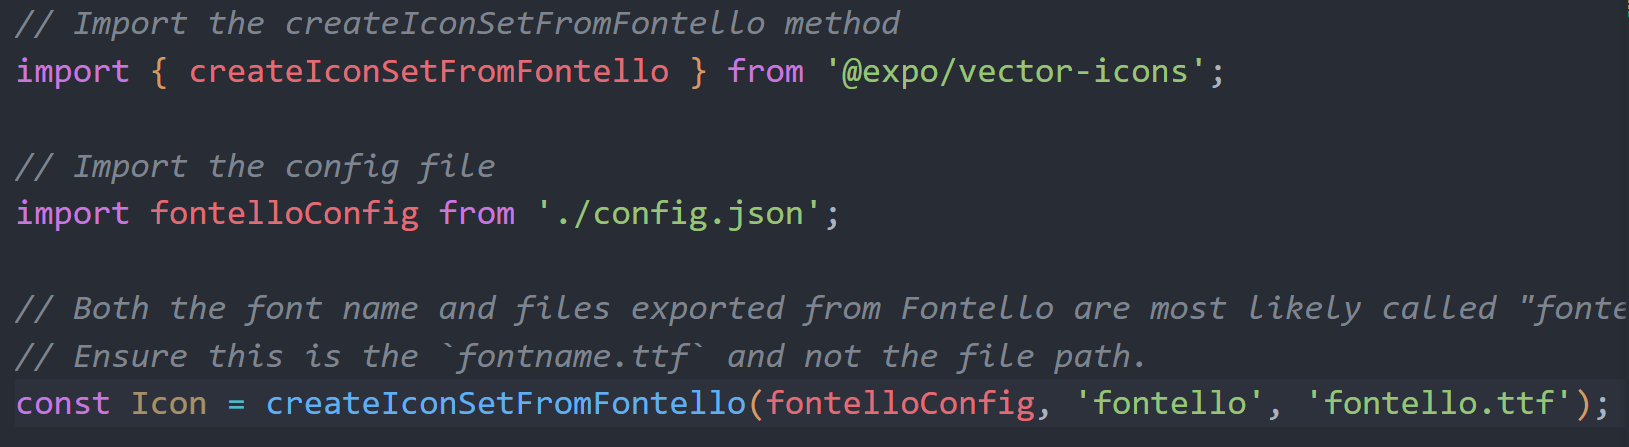 // Import the createIconSetFromFontello method
import { createIconSetFromFontello } from '@expo/vector-icons';
// Import the config file
import fontelloConfig from './config.json';
// Both the font name and files exported from Fontello are most likely called "fonte
// Ensure this is the `fontname.ttf` and not the file path.
const Icon = createIconSetFromFontello(fontelloConfig, 'fontello', 'fontello.ttf');